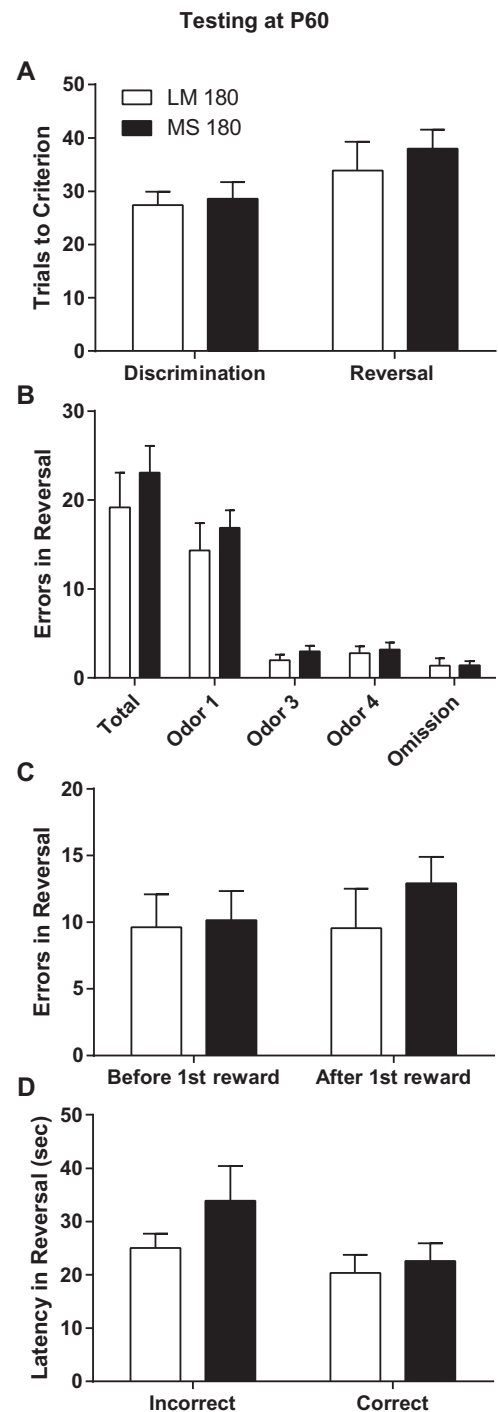 Testing at P60
A
50
LM 180
MS 180
40
30
20
10
0
Trials to Criterion
Discrimination
Reversal
B
30
20
10
0
Errors in Reversal
Total
Odor 1
Odor 3
Odor 4
Omission
C
20
15
10
5
0
Errors in Reversal
Before 1st reward
After 1st reward
D
50
40
30
20
10
0
Latency in Reversal (sec)
Incorrect
Correct